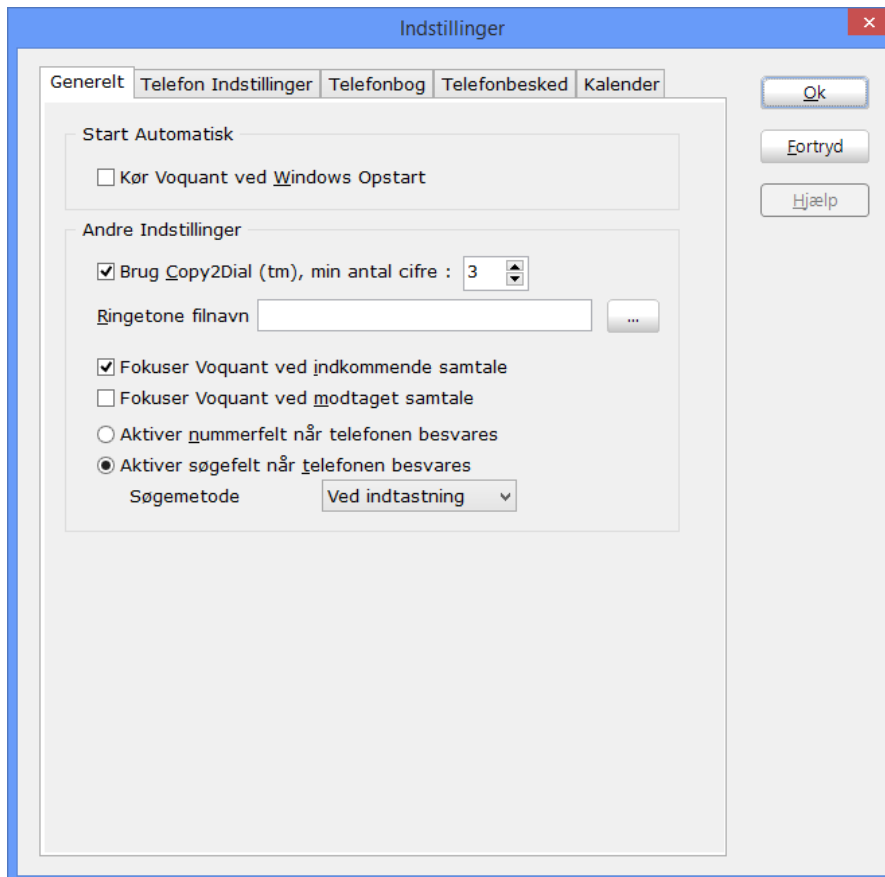 Indstillinger
Generelt Telefon Indstillinger Telefonbog Telefonbesked Kalender
Ok
Fortryd
Hjælp
Start Automatisk
Kør Voquant ved Windows Opstart
Andre Indstillinger
Brug Copy2Dial (tm), min antal cifre : 3
Ringetone filnavn ...
Fokuser Voquant ved indkommende samtale
Fokuser Voquant ved modtaget samtale
Aktiver nummerfelt når telefonen besvares
Aktiver søgefelt når telefonen besvares
Søgemetode Ved indtastning